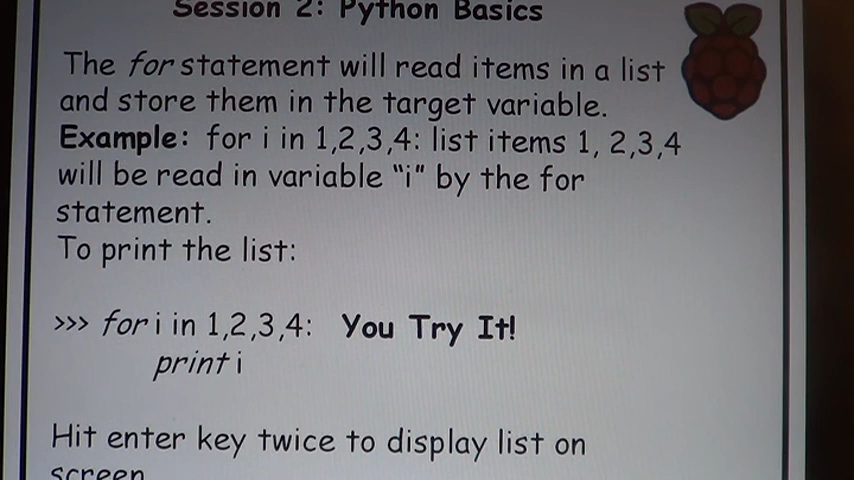 Session 2: Python Basics
The for statement will read items in a list
and store them in the target variable.
Example: for i in 1,2,3,4: list items 1, 2,3,4
will be read in variable “i” by the for
statement.
To print the list:
>>> for i in 1,2,3,4: You Try It!
print i
Hit enter key twice to display list on
screen